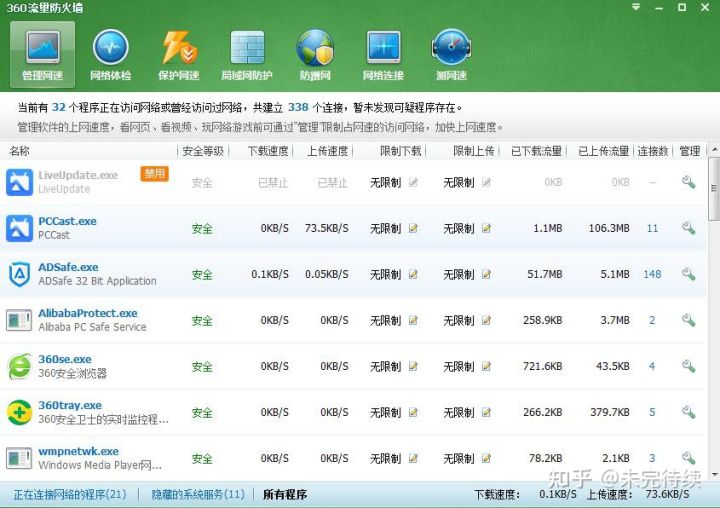 360流量防火墙
管理网速 网络体检 保护网速 局域网防护 防蹭网 网络连接 测网速
当前有 32 个程序正在访问网络或曾经访问过网络，共建立 338 个连接，暂未发现可疑程序存在。
管理软件的上网速度，看网页、看视频、玩网络游戏前可通过"管理"限制占网速的访问网络，加快上网速度。
名称 安全等级 下载速度 上传速度 限制下载 限制上传 已下载流量 已上传流量 连接数 管理
LiveUpdate.exe 禁用 安全 已禁止 已禁止 无限制 无限制 0KB 0KB --
LiveUpdate
PCCast.exe 安全 0KB/S 73.5KB/S 无限制 无限制 1.1MB 106.3MB 11
PCCast
ADSafe.exe 安全 0.1KB/S 0.05KB/S 无限制 无限制 51.7MB 5.1MB 148
ADSafe 32 Bit Application
AlibabaProtect.exe 安全 0KB/S 0KB/S 无限制 无限制 258.9KB 3.7MB 2
Alibaba PC Safe Service
360se.exe 安全 0KB/S 0KB/S 无限制 无限制 721.6KB 43.5KB 4
360安全浏览器
360tray.exe 安全 0KB/S 0KB/S 无限制 无限制 266.2KB 379.7KB 5
360安全卫士的实时监控程...
wmpnetwk.exe 安全 0KB/S 0KB/S 无限制 无限制 78.2KB 2.1KB 3
Windows Media Player网...
知乎 @未完待续
正在连接网络的程序(21) 隐藏的系统服务(11) 所有程序 下载速度： 0.1KB/S 上传速度： 73.6KB/S